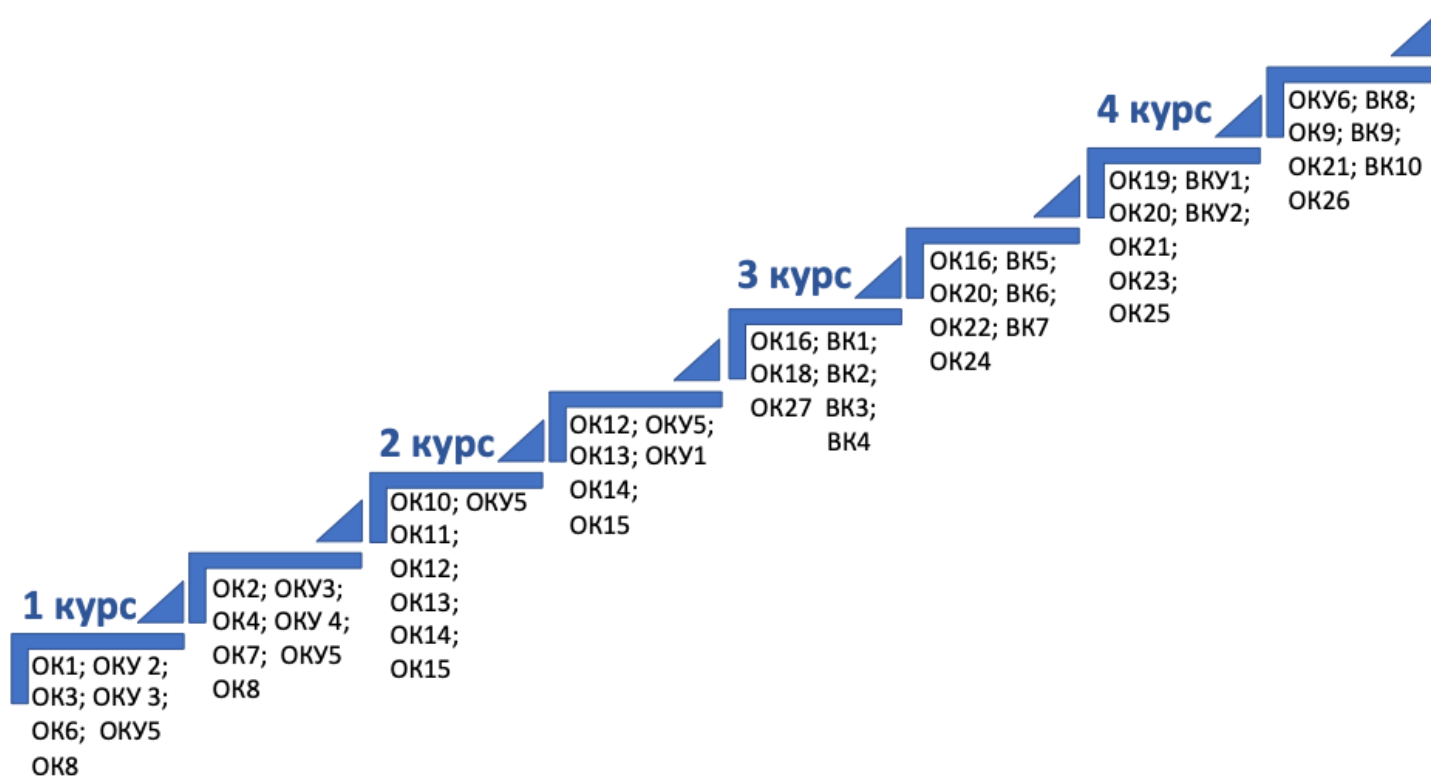 1 курс
ОК1; ОКУ 2;
ОК3; ОКУ 3;
ОК6; ОКУ5
ОК8
ОК2; ОКУ3;
ОК4; ОКУ 4;
ОК7; ОКУ5
ОК8
2 курс
ОК10; ОКУ5
ОК11;
ОК12;
ОК13;
ОК14;
ОК15
ОК12; ОКУ5;
ОК13; ОКУ1
ОК14;
ОК15
3 курс
ОК16; ВК1;
ОК18; ВК2;
ОК27 ВК3;
ВК4
ОК16; ВК5;
ОК20; ВК6;
ОК22; ВК7
ОК24
4 курс
ОК19; ВКУ1;
ОК20; ВКУ2;
ОК21;
ОК23;
ОК25
ОКУ6; ВК8;
ОК9; ВК9;
ОК21; ВК10
ОК26